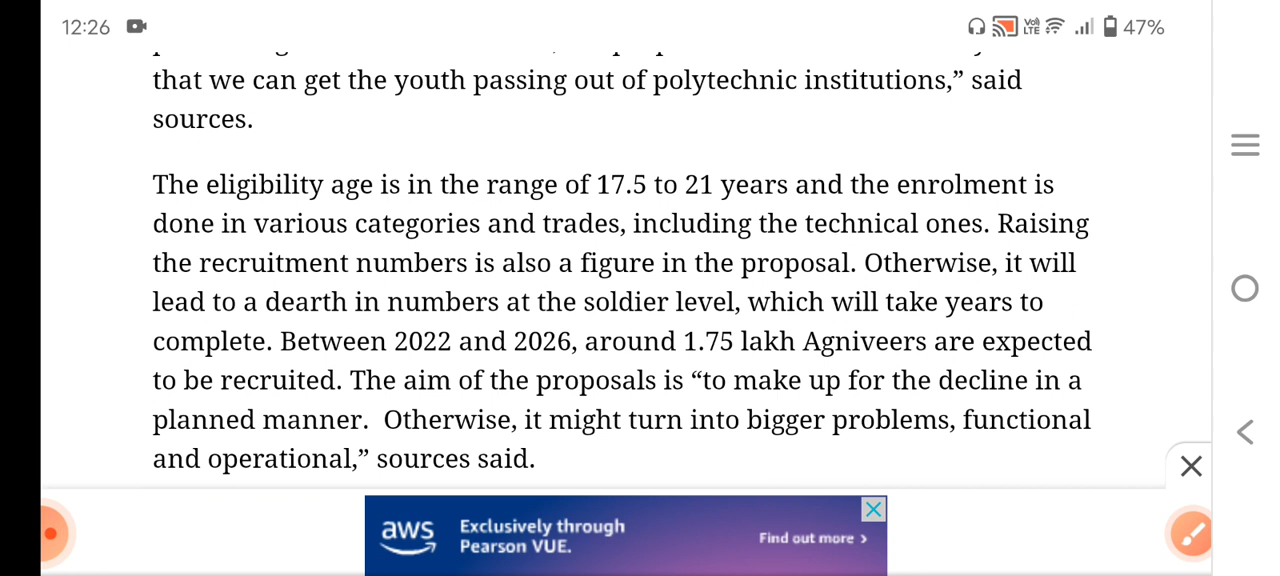 12:26
Vo) LTE
47%
that we can get the youth passing out of polytechnic institutions,” said
sources.
The eligibility age is in the range of 17.5 to 21 years and the enrolment is
done in various categories and trades, including the technical ones. Raising
the recruitment numbers is also a figure in the proposal. Otherwise, it will
lead to a dearth in numbers at the soldier level, which will take years to
complete. Between 2022 and 2026, around 1.75 lakh Agniveers are expected
to be recruited. The aim of the proposals is “to make up for the decline in a
planned manner.  Otherwise, it might turn into bigger problems, functional
and operational,” sources said.
aws
Exclusively through
Pearson VUE.
Find out more >